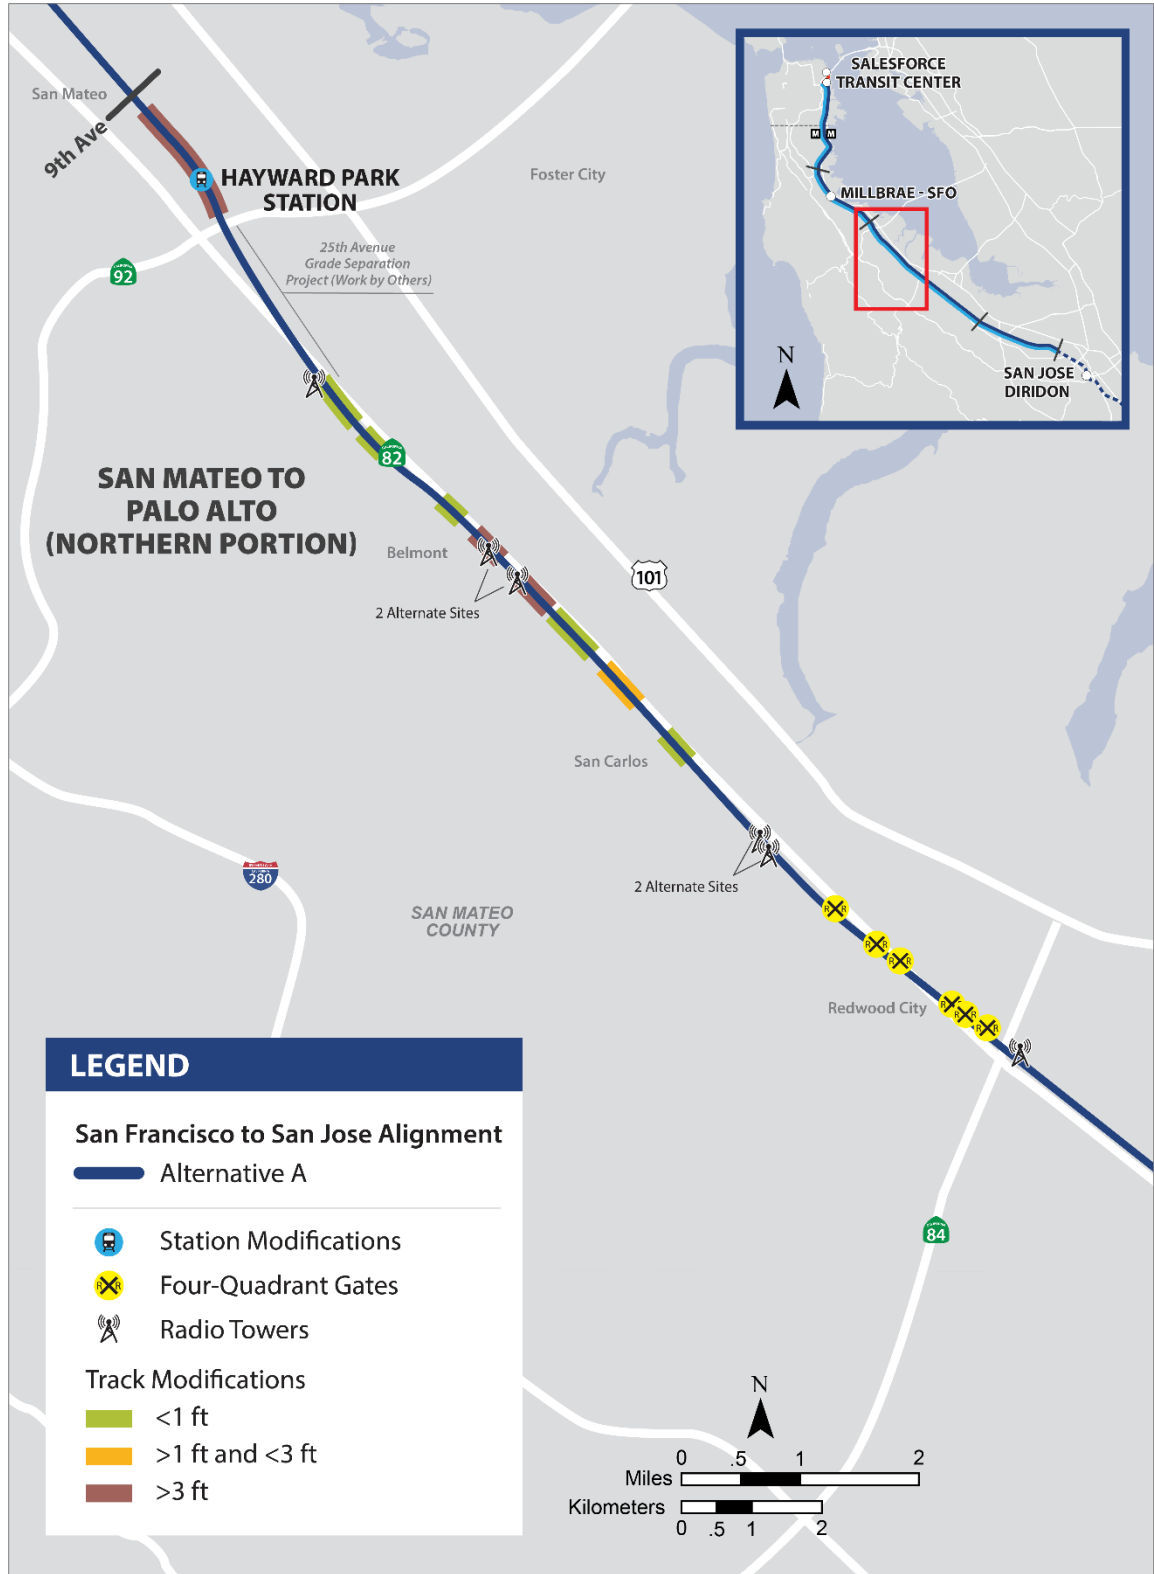 San Mateo
9th Ave
HAYWARD PARK
STATION
Foster City
92
25th Avenue
Grade Separation
Project (Work by Others)
SALESFORCE
TRANSIT CENTER
M M
MILLBRAE - SFO
N
SAN JOSE
DIRIDON
82
SAN MATEO TO
PALO ALTO
(NORTHERN PORTION)
Belmont
101
2 Alternate Sites
San Carlos
2 Alternate Sites
280
SAN MATEO
COUNTY
R R
R R
R R
Redwood City
R R
R R
R R
84
LEGEND
San Francisco to San Jose Alignment
Alternative A
Station Modifications
R R
Four-Quadrant Gates
Radio Towers
Track Modifications
<1 ft
>1 ft and <3 ft
>3 ft
N
0 .5 1 2
Miles
Kilometers
0 .5 1 2